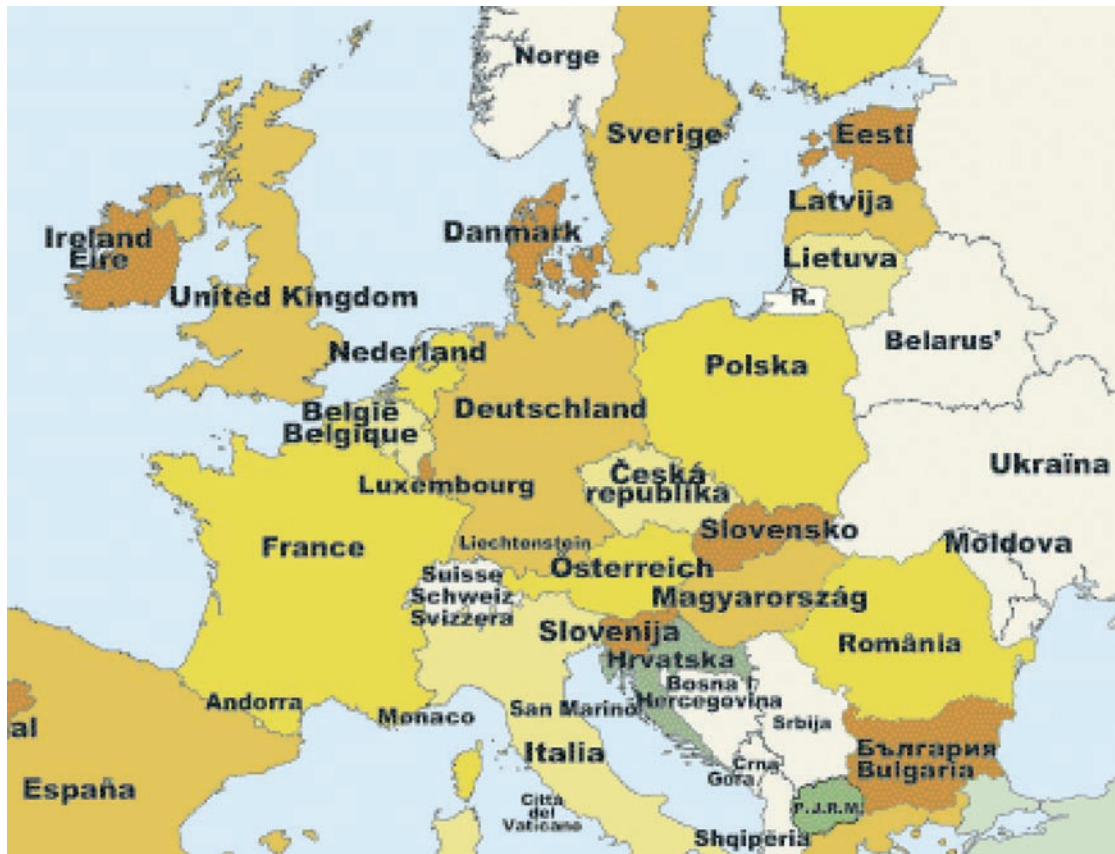 Norge
Sverige
Eesti
Latvija
Ireland
Eire
Danmark
Lietuva
United Kingdom
R.
Belarus’
Nederland
Polska
België
Belgique
Deutschland
Ukraïna
Luxembourg
Česká
republika
Slovensko
France
Liechtenstein
Moldova
Suisse
Schweiz
Svizzera
Österreich
Magyarország
Slovenija
România
Hrvatska
Bosna i
Hercegovina
Andorra
Monaco
San Marino
Srbija
al
Italia
България
Bulgaria
Crna
Gora
España
Città
del
Vaticano
P.J.R.M.
Shqipëria